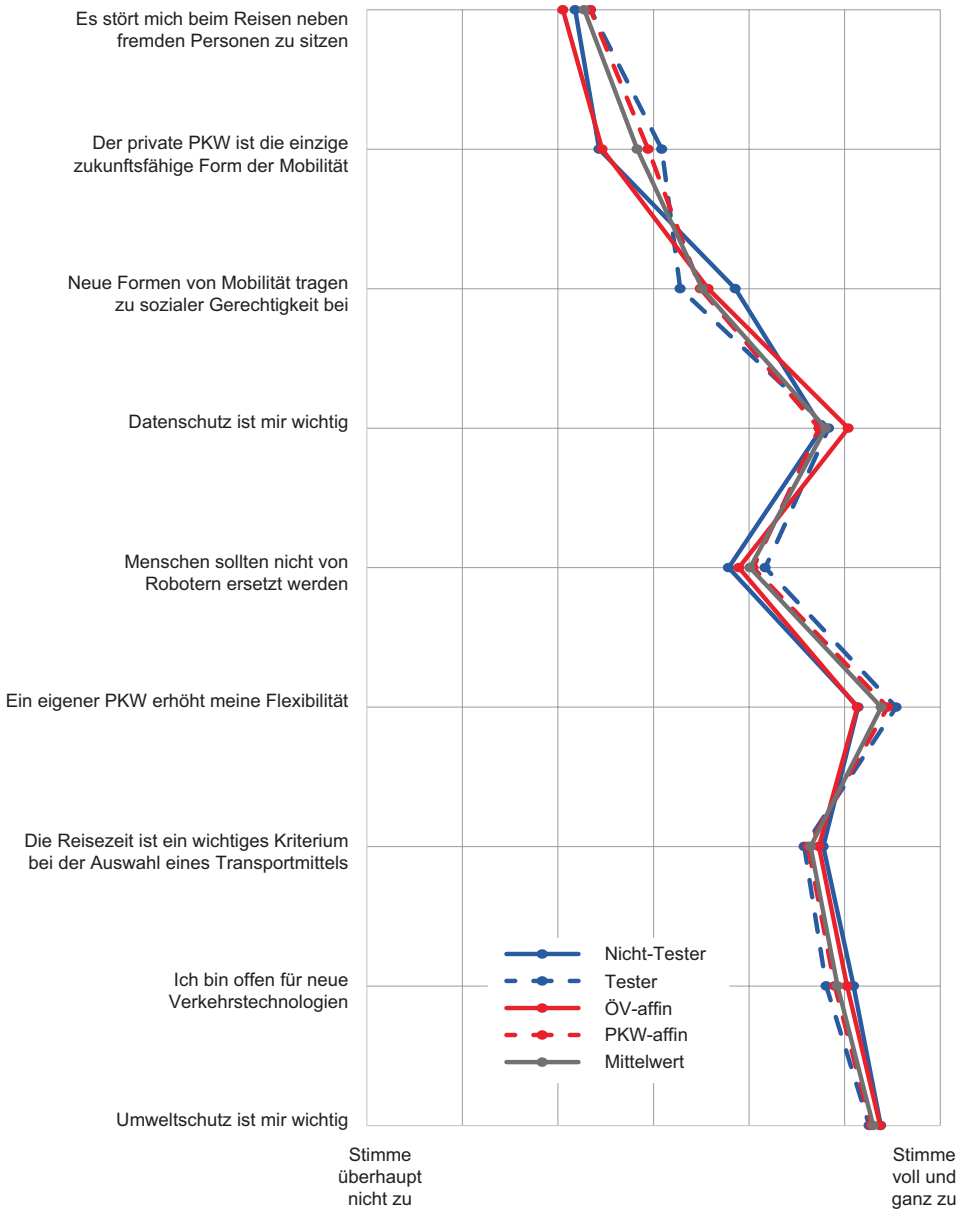 Es stört mich beim Reisen neben
fremden Personen zu sitzen
Der private PKW ist die einzige
zukunftsfähige Form der Mobilität
Neue Formen von Mobilität tragen
zu sozialer Gerechtigkeit bei
Datenschutz ist mir wichtig
Menschen sollten nicht von
Robotern ersetzt werden
Ein eigener PKW erhöht meine Flexibilität
Die Reisezeit ist ein wichtiges Kriterium
bei der Auswahl eines Transportmittels
Ich bin offen für neue
Verkehrstechnologien
Umweltschutz ist mir wichtig
Nicht-Tester
Tester
ÖV-affin
PKW-affin
Mittelwert
Stimme
überhaupt
nicht zu
Stimme
voll und
ganz zu